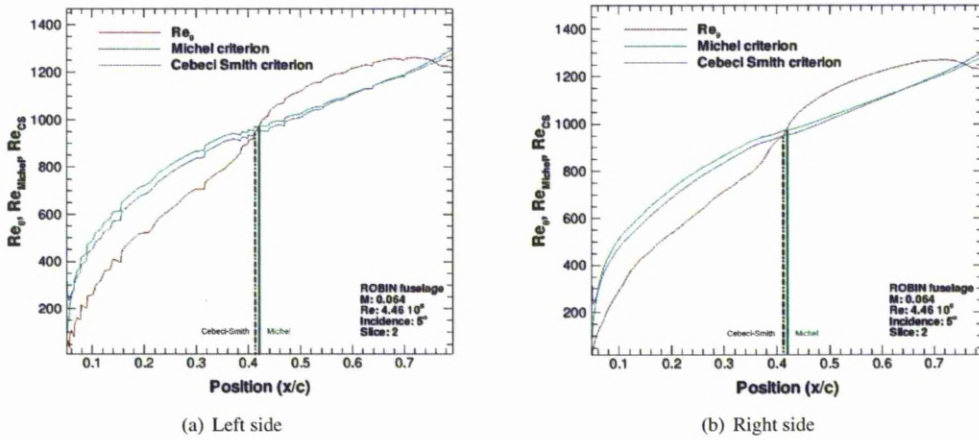 1400
1200
1000
800
600
400
200
Re_θ, Re_Michel, Re_CS
Re_θ
Michel criterion
Cebeci Smith criterion
Cebeci-Smith
Michel
ROBIN fuselage
M: 0.064
Re: 4.46 10⁶
Incidence: 5°
Slice: 2
0.1 0.2 0.3 0.4 0.5 0.6 0.7
Position (x/c)
(a) Left side
1400
1200
1000
800
600
400
200
Re_θ, Re_Michel, Re_CS
Re_θ
Michel criterion
Cebeci Smith criterion
Cebeci-Smith
Michel
ROBIN fuselage
M: 0.064
Re: 4.46 10⁶
Incidence: 5°
Slice: 2
0.1 0.2 0.3 0.4 0.5 0.6 0.7
Position (x/c)
(b) Right side